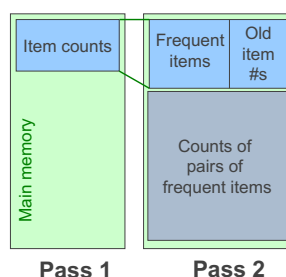 Item counts
Frequent
items
Old
item
#s
Main memory
Counts of
pairs of
frequent items
Pass 1
Pass 2